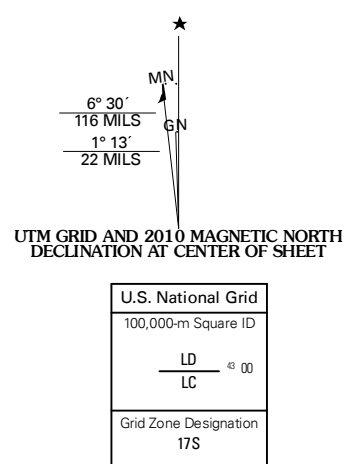 ★
M.N.
GN
6° 30´
116 MILS
1° 13´
22 MILS
UTM GRID AND 2010 MAGNETIC NORTH
DECLINATION AT CENTER OF SHEET
U.S. National Grid
100,000-m Square ID
LD
43 00
LC
Grid Zone Designation
17S